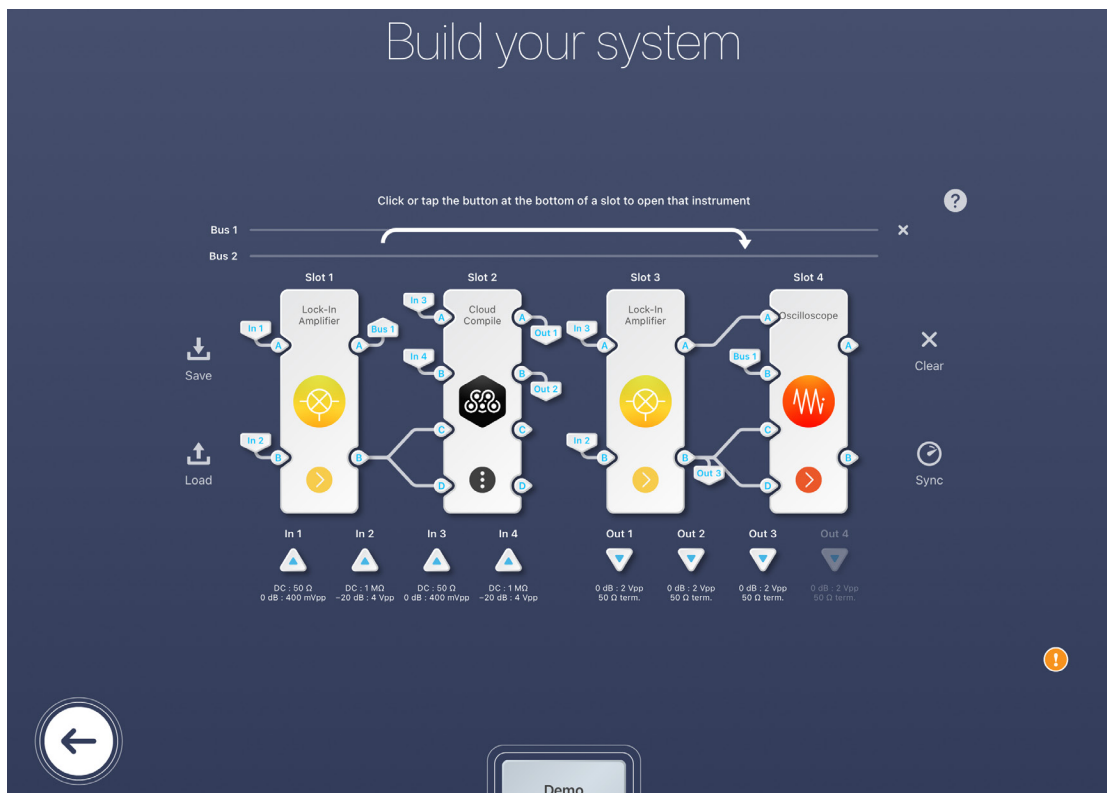 Build your system
Click or tap the button at the bottom of a slot to open that instrument
?
Bus 1
Bus 2
Slot 1
Slot 2
Slot 3
Slot 4
Lock-In
Amplifier
In 1
A
A
Bus 1
In 2
B
B
Cloud
Compile
In 3
A
A
Out 1
In 4
B
B
Out 2
C
C
D
D
Lock-In
Amplifier
In 3
A
A
In 2
B
B
Out 3
Oscilloscope
A
A
Bus 1
B
C
B
D
Save
Load
Clear
Sync
In 1
In 2
In 3
In 4
Out 1
Out 2
Out 3
Out 4
DC : 50 Ω
0 dB : 400 mVpp
DC : 1 MΩ
−20 dB : 4 Vpp
DC : 50 Ω
0 dB : 400 mVpp
DC : 1 MΩ
−20 dB : 4 Vpp
0 dB : 2 Vpp
50 Ω term.
0 dB : 2 Vpp
50 Ω term.
0 dB : 2 Vpp
50 Ω term.
0 dB : 2 Vpp
50 Ω term.
!
Demo